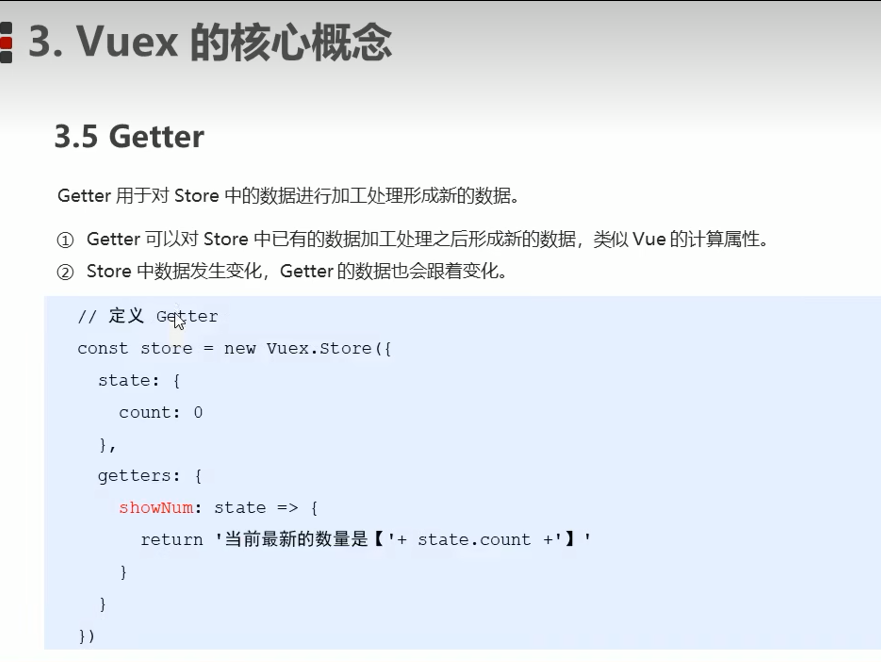 3. Vuex 的核心概念
3.5 Getter
Getter 用于对 Store 中的数据进行加工处理形成新的数据。
① Getter 可以对 Store 中已有的数据加工处理之后形成新的数据，类似 Vue 的计算属性。
② Store 中数据发生变化，Getter 的数据也会跟着变化。
// 定义 Getter
const store = new Vuex.Store({
  state: {
    count: 0
  },
  getters: {
    showNum: state => {
      return '当前最新的数量是【'+ state.count +'】'
    }
  }
})